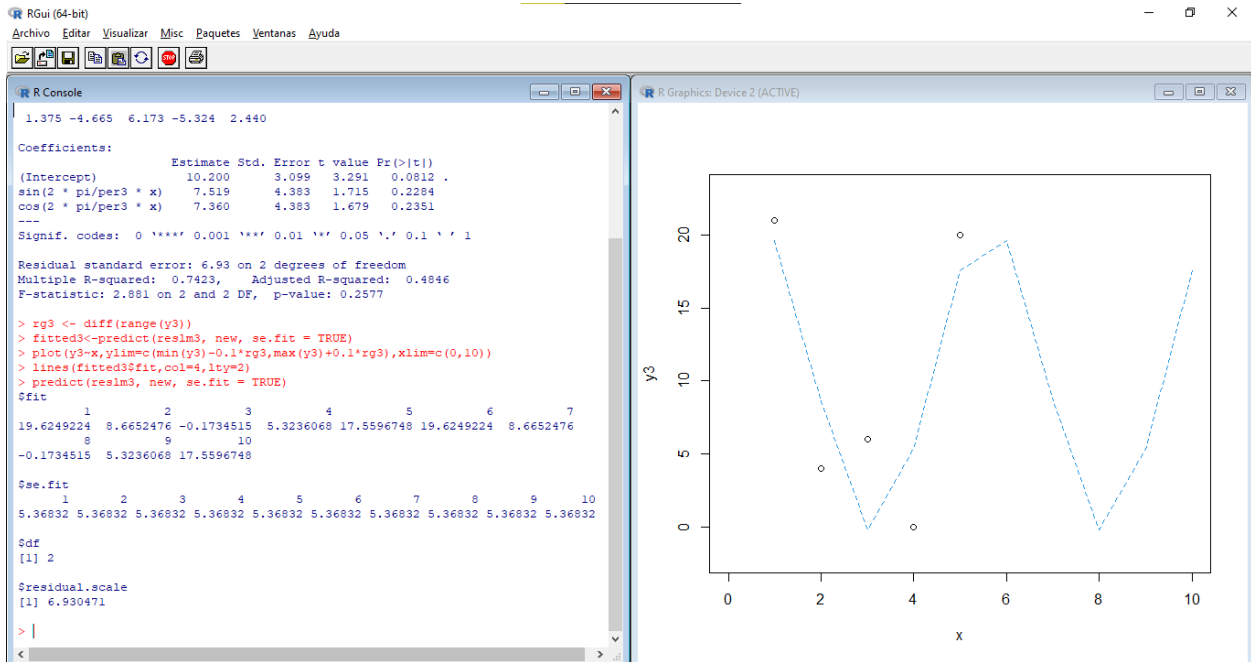 RGui (64-bit)
Archivo Editar Visualizar Misc Paquetes Ventanas Ayuda
STOP
R Console
1.375 -4.665  6.173 -5.324  2.440
Coefficients:
                    Estimate Std. Error t value Pr(>|t|)
(Intercept)           10.200      3.099   3.291   0.0812 .
sin(2 * pi/per3 * x)    7.519      4.383   1.715   0.2284
cos(2 * pi/per3 * x)    7.360      4.383   1.679   0.2351
---
Signif. codes:  0 ‘***’ 0.001 ‘**’ 0.01 ‘*’ 0.05 ‘.’ 0.1 ‘ ’ 1
Residual standard error: 6.93 on 2 degrees of freedom
Multiple R-squared:  0.7423,    Adjusted R-squared:  0.4846
F-statistic: 2.881 on 2 and 2 DF,  p-value: 0.2577
> rg3 <- diff(range(y3))
> fitted3<-predict(reslm3, new, se.fit = TRUE)
> plot(y3~x,ylim=c(min(y3)-0.1*rg3,max(y3)+0.1*rg3),xlim=c(0,10))
> lines(fitted3$fit,col=4,lty=2)
> predict(reslm3, new, se.fit = TRUE)
$fit
         1          2          3          4          5          6          7
19.6249224  8.6652476 -0.1734515  5.3236068 17.5596748 19.6249224  8.6652476
         8          9         10
-0.1734515  5.3236068 17.5596748
$se.fit
      1       2       3       4       5       6       7       8       9      10
5.36832 5.36832 5.36832 5.36832 5.36832 5.36832 5.36832 5.36832 5.36832 5.36832
$df
[1] 2
$residual.scale
[1] 6.930471
>
R Graphics: Device 2 (ACTIVE)
y3
20
15
10
5
0
0 2 4 6 8 10
x